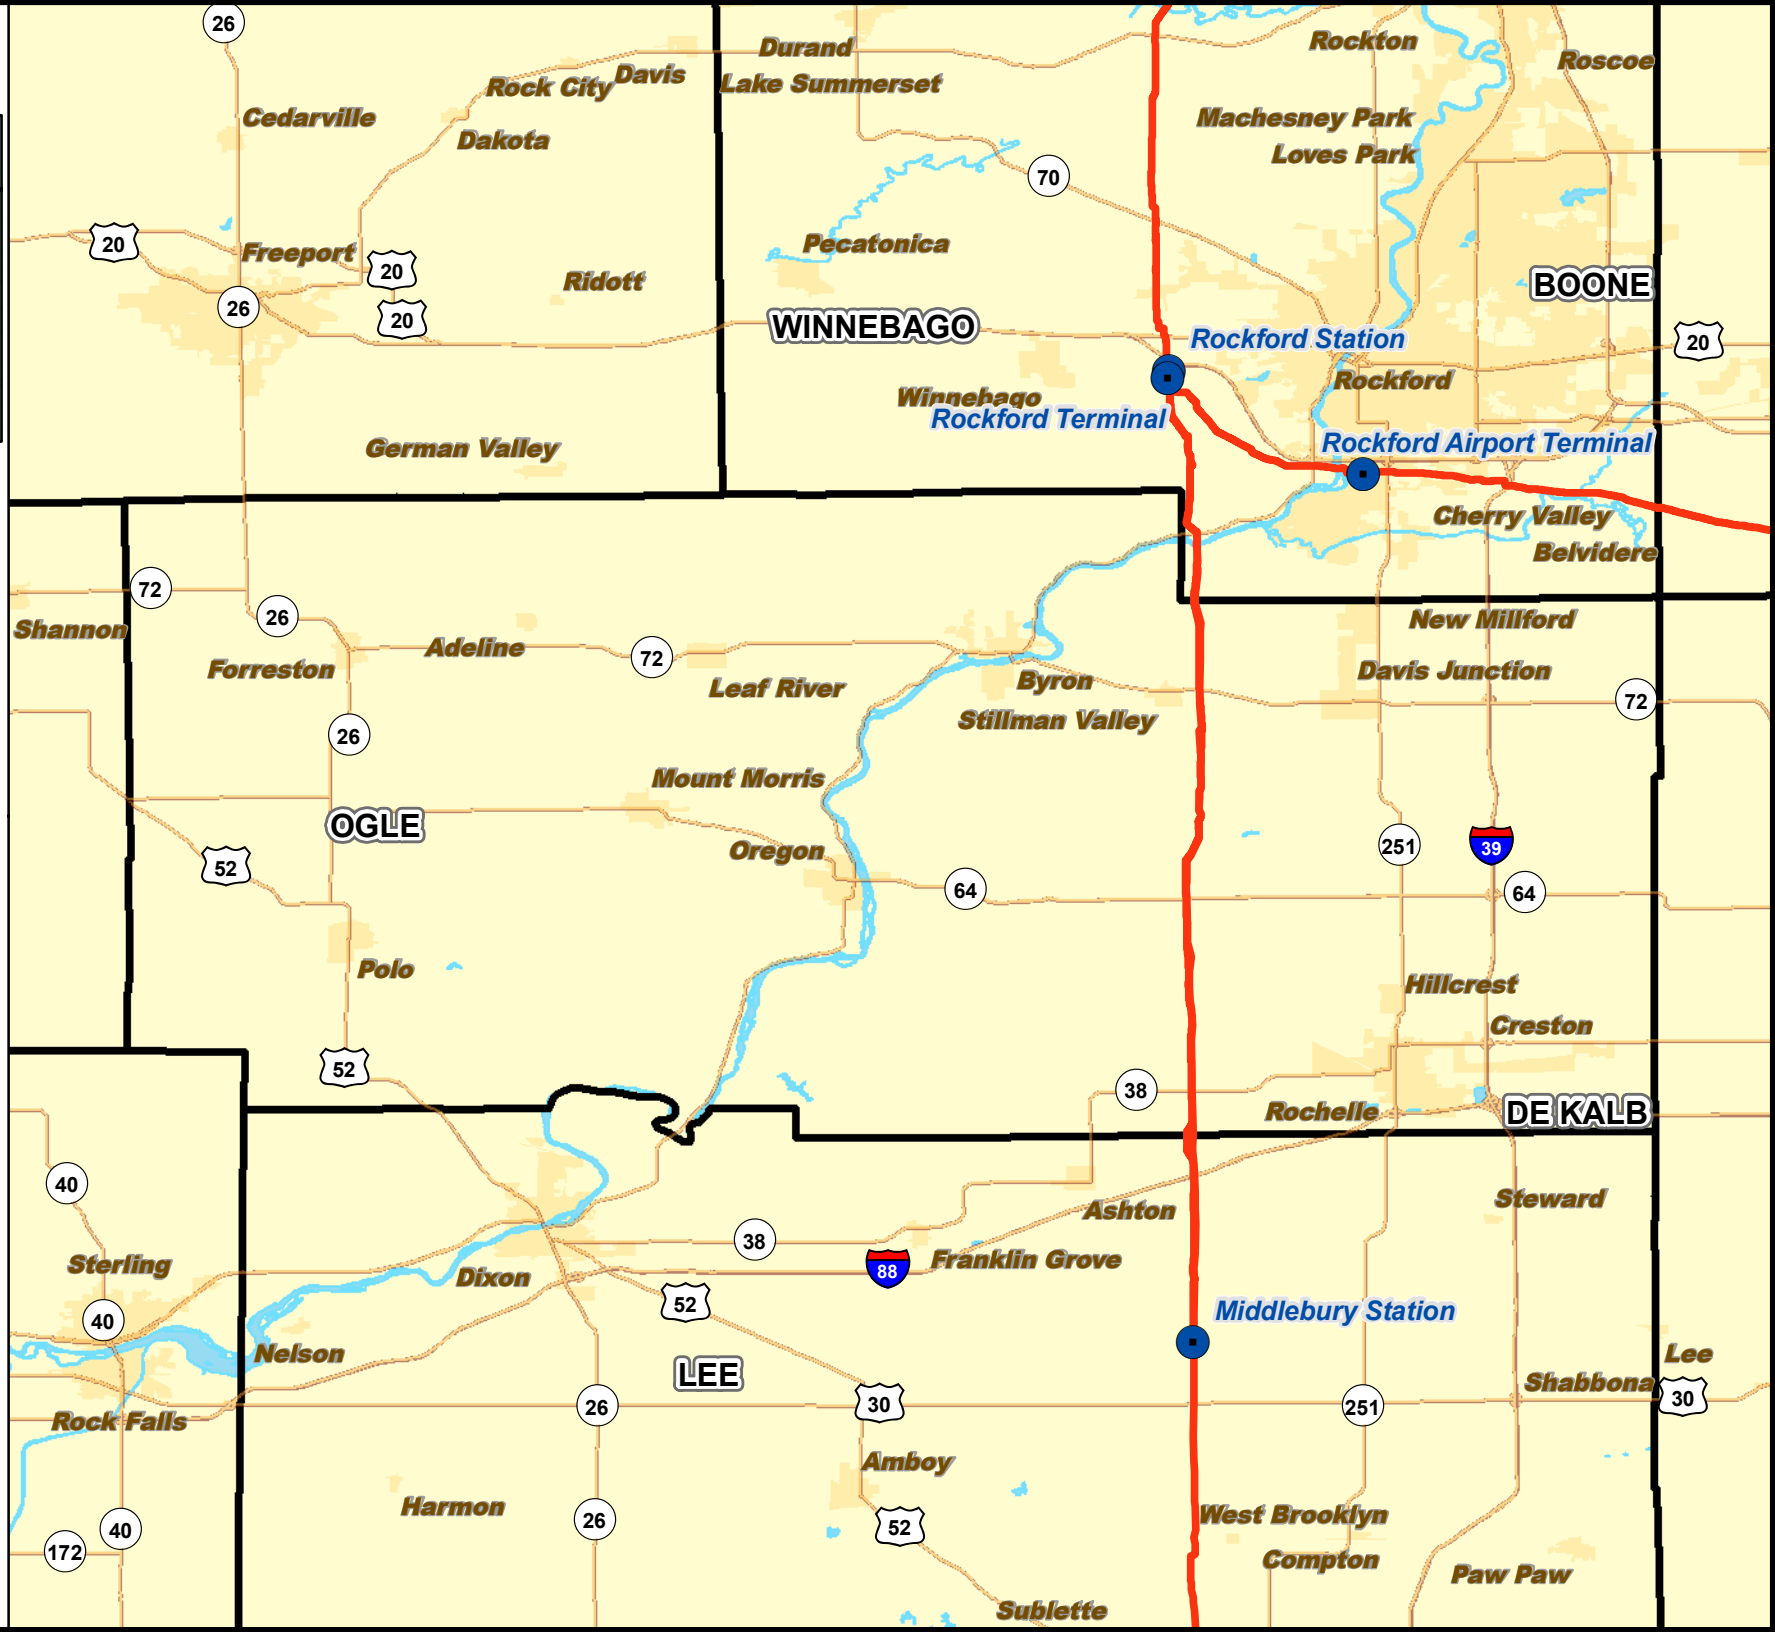 26
Durand
Rockton
Roscoe
Rock City
Davis
Lake Summerset
Cedarville
Dakota
Machesney Park
Loves Park
70
20
Freeport
20
Pecatonica
Ridott
BOONE
26
20
WINNEBAGO
Rockford Station
20
Rockford
Winnebago
Rockford Terminal
Rockford Airport Terminal
German Valley
Cherry Valley
Belvidere
72
26
Shannon
Adeline
New Millford
Forreston
72
Leaf River
Byron
Davis Junction
72
Stillman Valley
26
Mount Morris
OGLE
Oregon
251
39
52
64
64
Polo
Hillcrest
Creston
52
38
Rochelle
DE KALB
40
Ashton
Steward
38
Sterling
Dixon
88
Franklin Grove
52
Middlebury Station
40
Nelson
LEE
Lee
Shabbona
30
Rock Falls
26
30
251
Amboy
Harmon
26
52
West Brooklyn
40
172
Compton
Paw Paw
Sublette